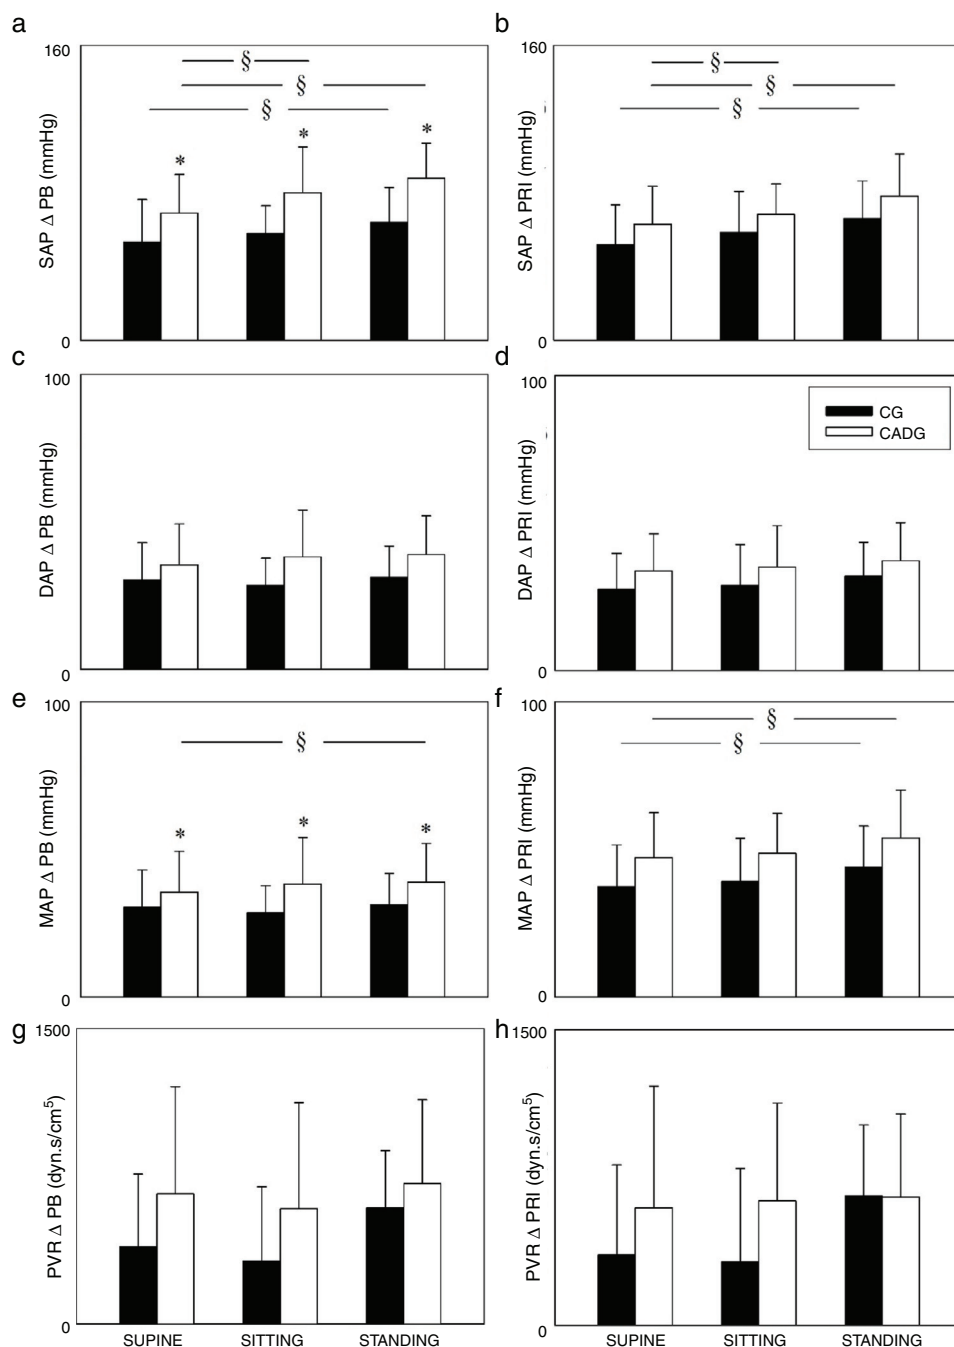 a
160
SAP Δ PB (mmHg)
§
§
§
* * *
0
b
160
SAP Δ PRI (mmHg)
§
§
§
0
c
100
DAP Δ PB (mmHg)
0
d
100
DAP Δ PRI (mmHg)
CG
CADG
0
e
100
MAP Δ PB (mmHg)
§
* * *
0
f
100
MAP Δ PRI (mmHg)
§
§
0
g
1500
PVR Δ PB (dyn.s/cm⁵)
0
SUPINE SITTING STANDING
h
1500
PVR Δ PRI (dyn.s/cm⁵)
0
SUPINE SITTING STANDING